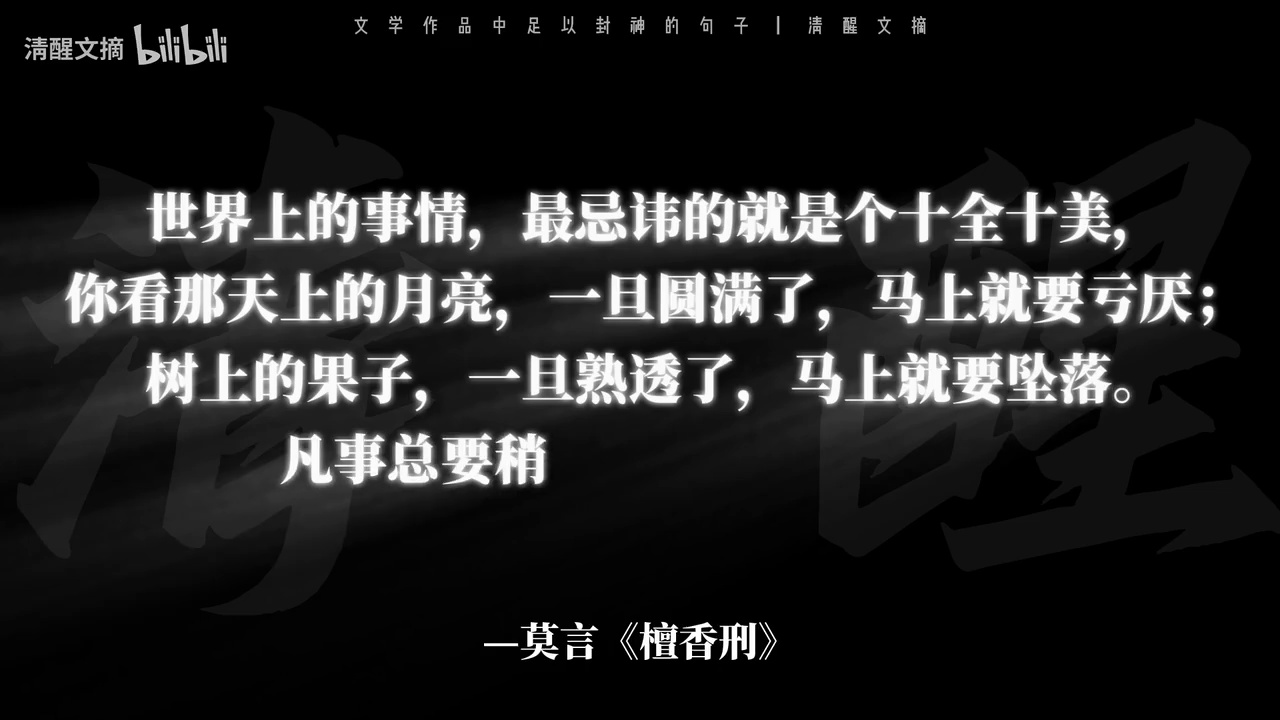 文学作品中足以封神的句子 | 清醒文摘
清醒文摘 bilibili
清醒
世界上的事情，最忌讳的就是个十全十美，
你看那天上的月亮，一旦圆满了，马上就要亏厌；
树上的果子，一旦熟透了，马上就要坠落。
凡事总要稍
—莫言《檀香刑》